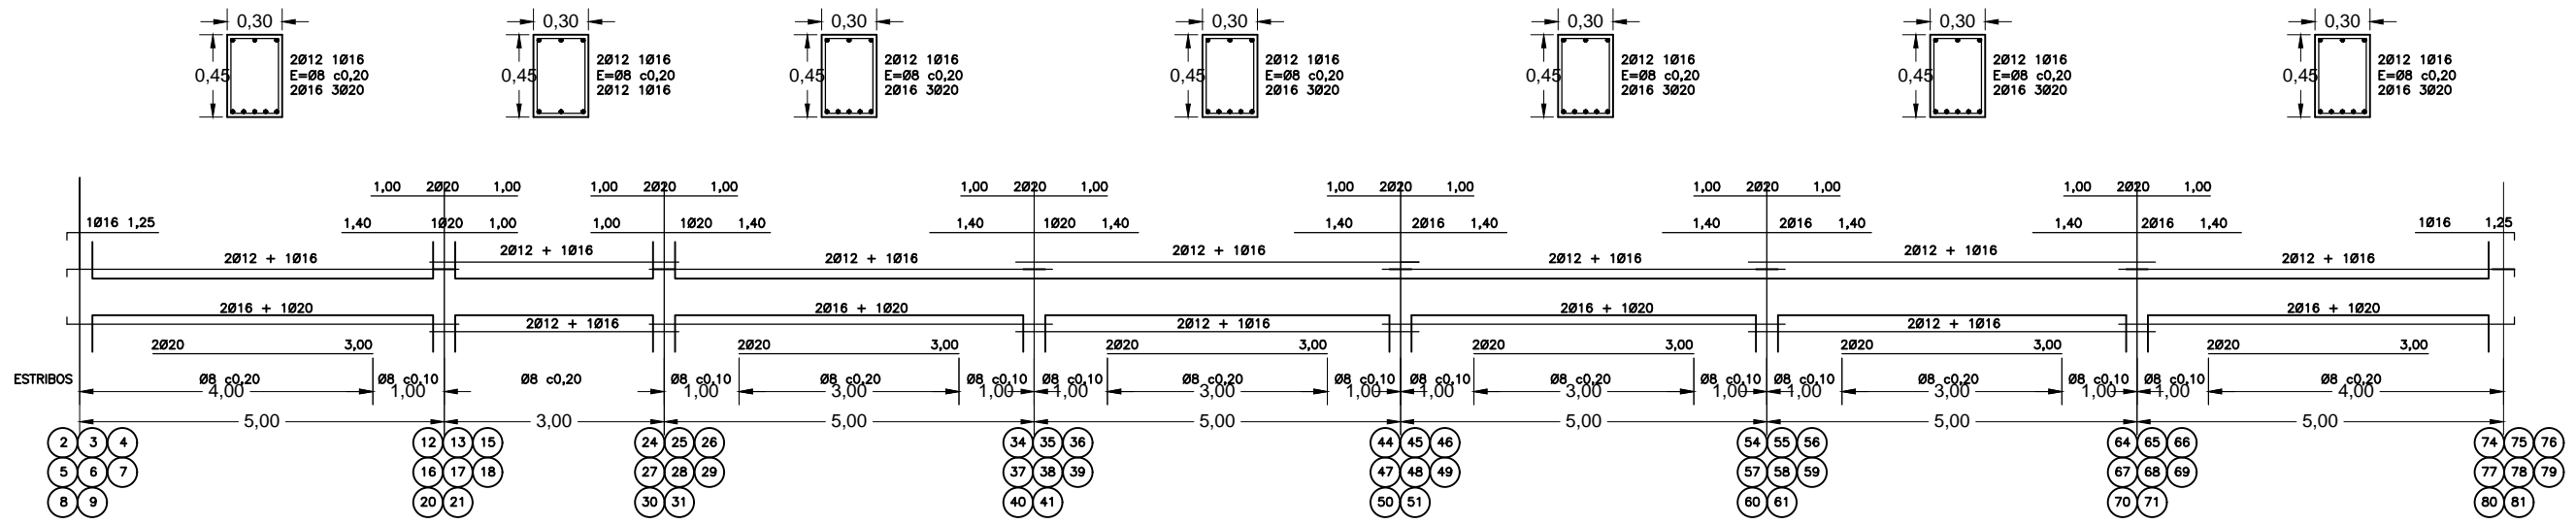 0,30 0,30 0,30 0,30 0,30 0,30 0,30
2Ø12 1Ø16 2Ø12 1Ø16 2Ø12 1Ø16 2Ø12 1Ø16 2Ø12 1Ø16 2Ø12 1Ø16 2Ø12 1Ø16
0,45 E=Ø8 c0,20 0,45 E=Ø8 c0,20 0,45 E=Ø8 c0,20 0,45 E=Ø8 c0,20 0,45 E=Ø8 c0,20 0,45 E=Ø8 c0,20 0,45 E=Ø8 c0,20
2Ø16 3Ø20 2Ø12 1Ø16 2Ø16 3Ø20 2Ø16 3Ø20 2Ø16 3Ø20 2Ø16 3Ø20 2Ø16 3Ø20
1,00 2Ø20 1,00 1,00 2Ø20 1,00 1,00 2Ø20 1,00 1,00 2Ø20 1,00 1,00 2Ø20 1,00 1,00 2Ø20 1,00
1Ø16 1,25 1,40 1Ø20 1,00 1,00 1Ø20 1,40 1,40 1Ø20 1,40 1,40 2Ø16 1,40 1,40 2Ø16 1,40 1,40 2Ø16 1,40 1Ø16 1,25
2Ø12 + 1Ø16 2Ø12 + 1Ø16 2Ø12 + 1Ø16
2Ø12 + 1Ø16 2Ø12 + 1Ø16 2Ø12 + 1Ø16 2Ø12 + 1Ø16
2Ø16 + 1Ø20 2Ø16 + 1Ø20 2Ø16 + 1Ø20 2Ø16 + 1Ø20
2Ø12 + 1Ø16 2Ø12 + 1Ø16 2Ø12 + 1Ø16
2Ø20 3,00 2Ø20 3,00 2Ø20 3,00 2Ø20 3,00 2Ø20 3,00 2Ø20 3,00
ESTRIBOS Ø8 c0,20 Ø8 c0,10 Ø8 c0,20 Ø8 c0,10 Ø8 c0,20 Ø8 c0,10 Ø8 c0,10 Ø8 c0,20 Ø8 c0,10 Ø8 c0,10 Ø8 c0,20 Ø8 c0,10 Ø8 c0,10 Ø8 c0,20 Ø8 c0,10 Ø8 c0,10 Ø8 c0,20
4,00 1,00 1,00 3,00 1,00 1,00 3,00 1,00 1,00 3,00 1,00 1,00 3,00 1,00 1,00 4,00
5,00 3,00 5,00 5,00 5,00 5,00 5,00
2 3 4 12 13 15 24 25 26 34 35 36 44 45 46 54 55 56 64 65 66 74 75 76
5 6 7 16 17 18 27 28 29 37 38 39 47 48 49 57 58 59 67 68 69 77 78 79
8 9 20 21 30 31 40 41 50 51 60 61 70 71 80 81